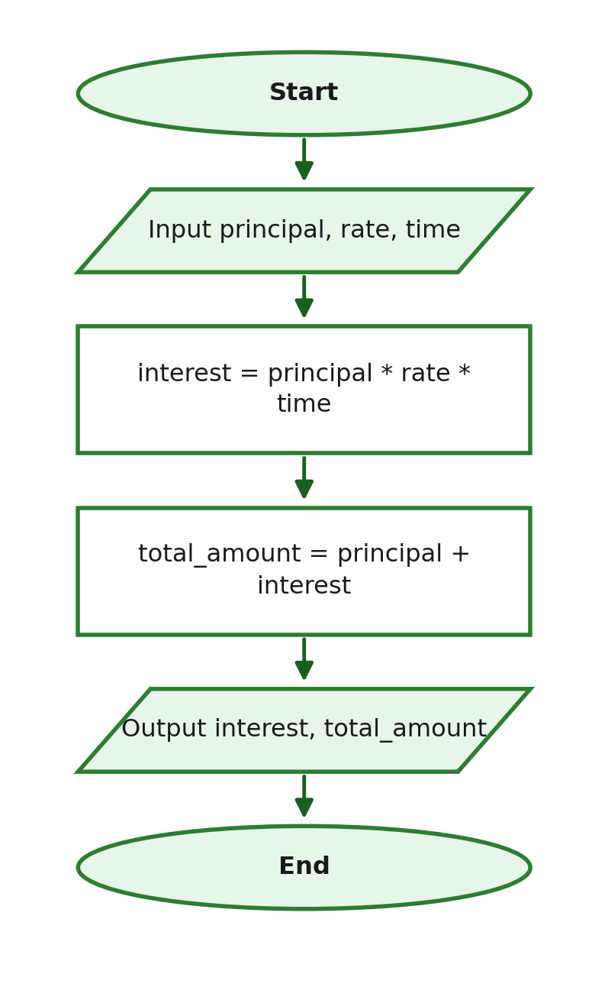 Start
Input principal, rate, time
interest = principal * rate *
time
total_amount = principal +
interest
Output interest, total_amount
End